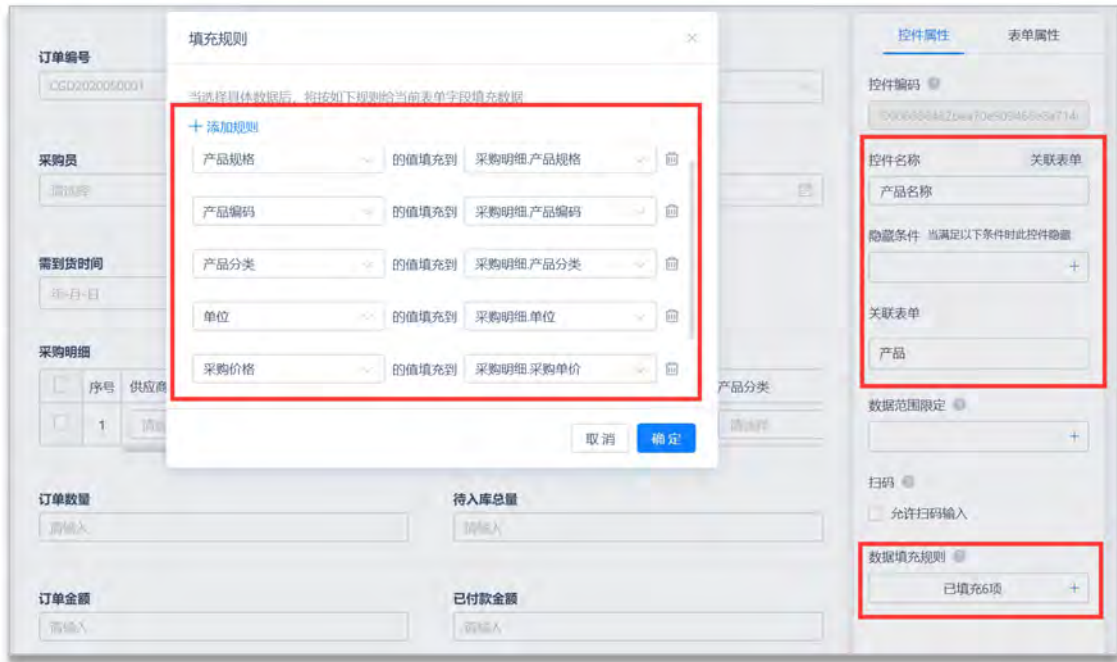 填充规则
当选择具体数据后,将按如下规则给当前表单字段填充数据
+ 添加规则
产品规格 的值填充到 采购明细.产品规格
产品编码 的值填充到 采购明细.产品编码
产品分类 的值填充到 采购明细.产品分类
单位 的值填充到 采购明细.单位
采购价格 的值填充到 采购明细.采购单价
取消 确定
订单编号
CGD2020050001
采购员
请选择
需到货时间
年-月-日
采购明细
序号 供应商 产品分类
1 请选择
订单数量 待入库总量
请输入 请输入
订单金额 已付款金额
请输入 请输入
控件属性 表单属性
控件编码
控件名称 关联表单
产品名称
隐藏条件 当满足以下条件时此控件隐藏
关联表单
产品
数据范围限定
扫码
允许扫码输入
数据填充规则
已填充6项